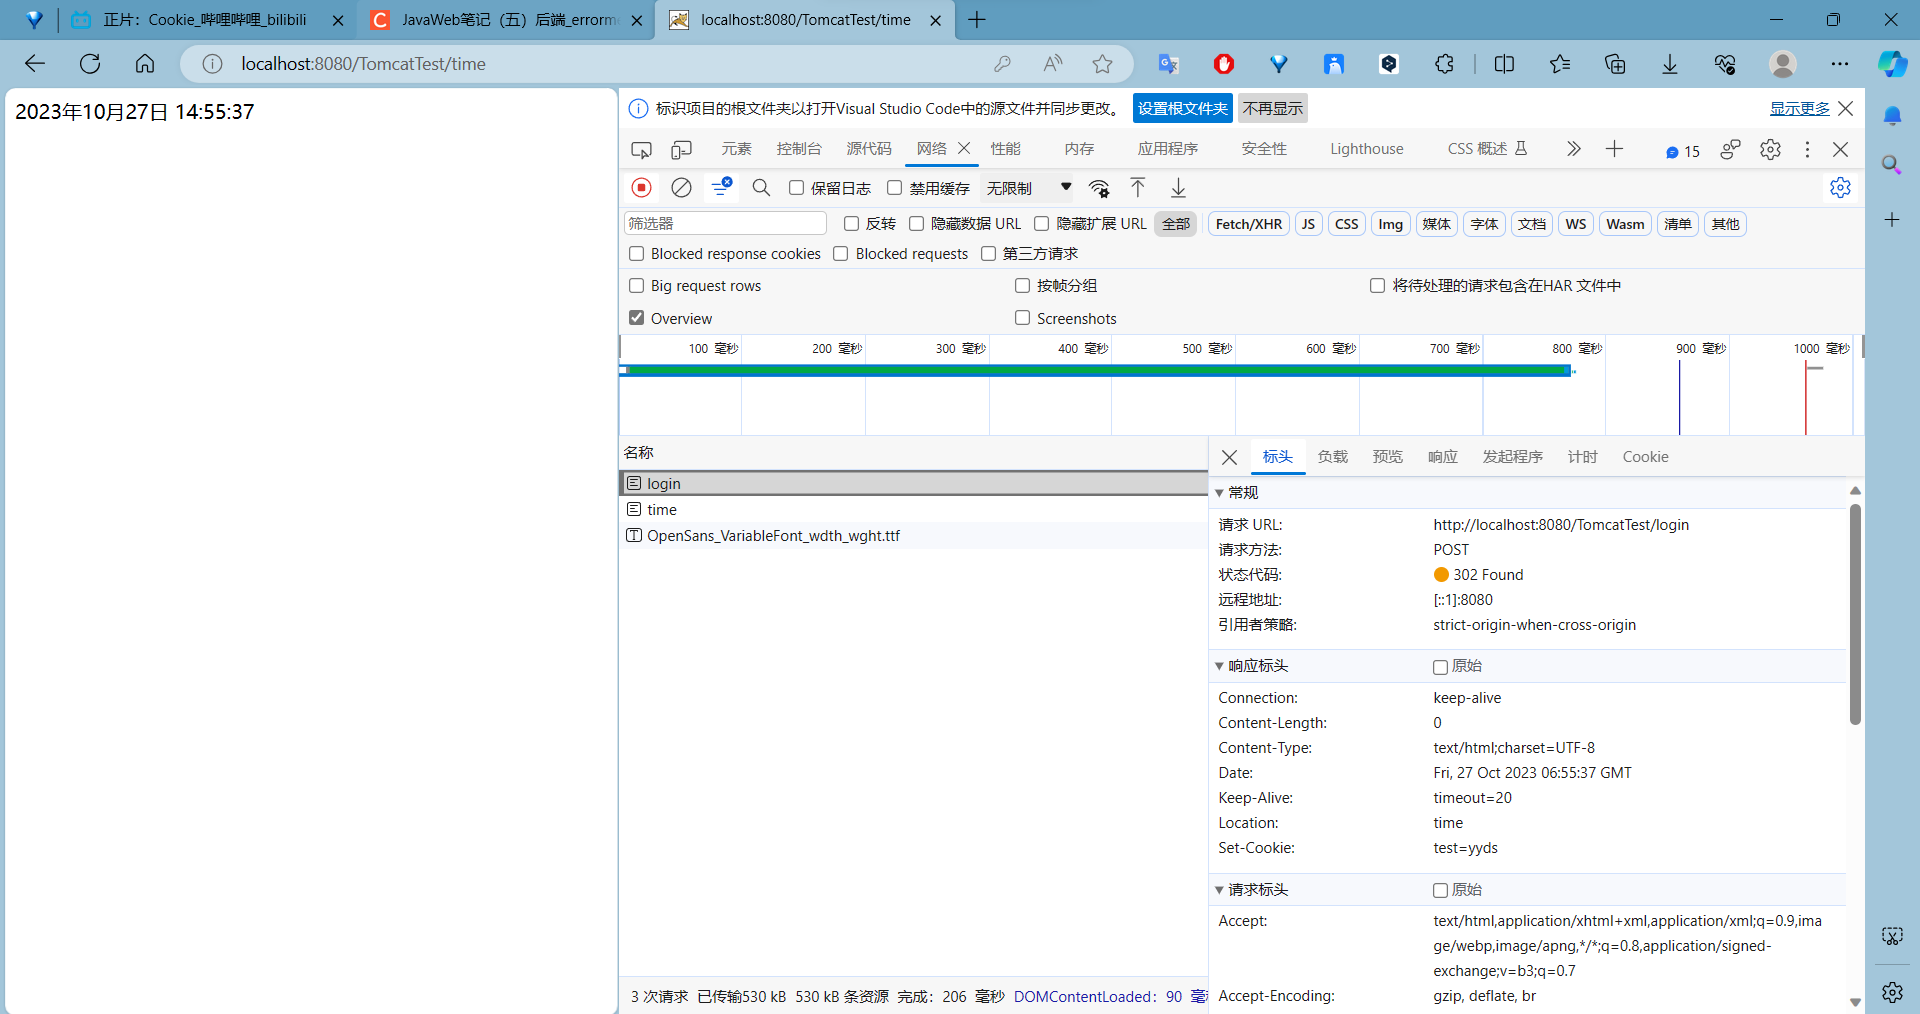 正片：Cookie_哔哩哔哩_bilibili
JavaWeb笔记（五）后端_errorm
localhost:8080/TomcatTest/time
localhost:8080/TomcatTest/time
2023年10月27日 14:55:37
标识项目的根文件夹以打开Visual Studio Code中的源文件并同步更改。 设置根文件夹 不再显示 显示更多
元素 控制台 源代码 网络 性能 内存 应用程序 安全性 Lighthouse CSS 概述 15
保留日志 禁用缓存 无限制
筛选器 反转 隐藏数据 URL 隐藏扩展 URL 全部 Fetch/XHR JS CSS Img 媒体 字体 文档 WS Wasm 清单 其他
Blocked response cookies Blocked requests 第三方请求
Big request rows 按帧分组 将待处理的请求包含在HAR 文件中
Overview Screenshots
100 毫秒 200 毫秒 300 毫秒 400 毫秒 500 毫秒 600 毫秒 700 毫秒 800 毫秒 900 毫秒 1000 毫秒
名称
login
time
OpenSans_VariableFont_wdth_wght.ttf
标头 负载 预览 响应 发起程序 计时 Cookie
常规
请求 URL: http://localhost:8080/TomcatTest/login
请求方法: POST
状态代码: 302 Found
远程地址: [::1]:8080
引用者策略: strict-origin-when-cross-origin
响应标头 原始
Connection: keep-alive
Content-Length: 0
Content-Type: text/html;charset=UTF-8
Date: Fri, 27 Oct 2023 06:55:37 GMT
Keep-Alive: timeout=20
Location: time
Set-Cookie: test=yyds
请求标头 原始
Accept: text/html,application/xhtml+xml,application/xml;q=0.9,ima
ge/webp,image/apng,*/*;q=0.8,application/signed-
exchange;v=b3;q=0.7
Accept-Encoding: gzip, deflate, br
3 次请求 已传输530 kB 530 kB 条资源 完成：206 毫秒 DOMContentLoaded：90 毫